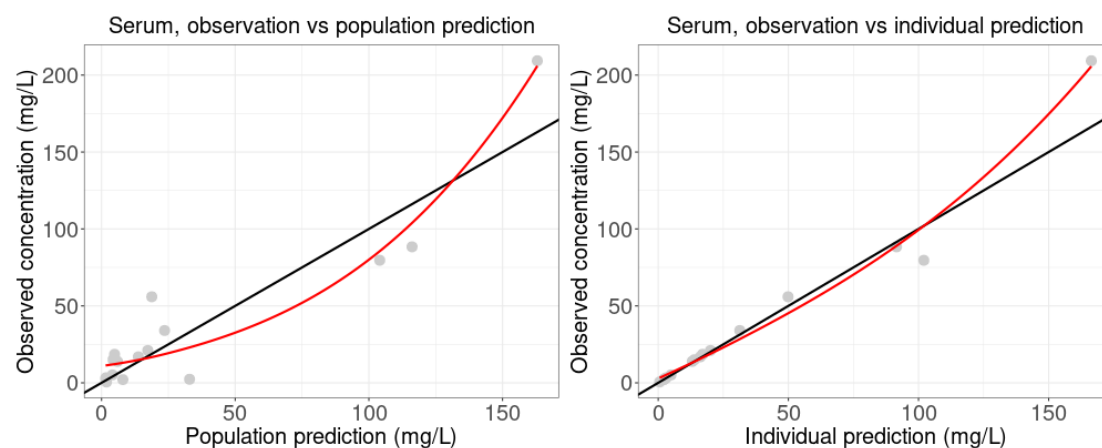 Serum, observation vs population prediction
Observed concentration (mg/L)
200
150
100
50
0
0 50 100 150
Population prediction (mg/L)
Serum, observation vs individual prediction
Observed concentration (mg/L)
200
150
100
50
0
0 50 100 150
Individual prediction (mg/L)